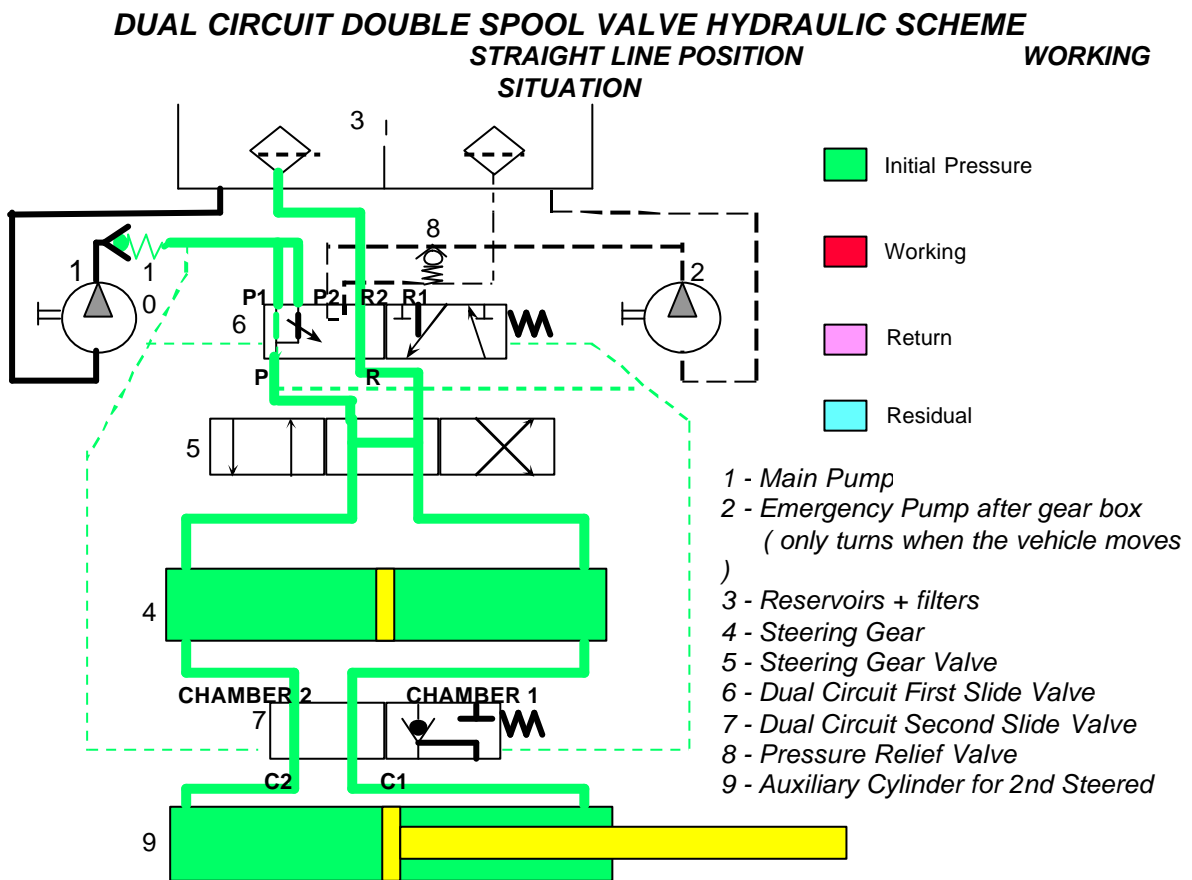 DUAL CIRCUIT DOUBLE SPOOL VALVE HYDRAULIC SCHEME
STRAIGHT LINE POSITION WORKING
SITUATION
3
Initial Pressure
8
Working
1
1
0
2
P1 P2 R2 R1
6
Return
P R
Residual
5
1 - Main Pump
2 - Emergency Pump after gear box
( only turns when the vehicle moves
)
3 - Reservoirs + filters
4
4 - Steering Gear
5 - Steering Gear Valve
CHAMBER 2 CHAMBER 1
6 - Dual Circuit First Slide Valve
7
7 - Dual Circuit Second Slide Valve
8 - Pressure Relief Valve
C2 C1
9 - Auxiliary Cylinder for 2nd Steered
9